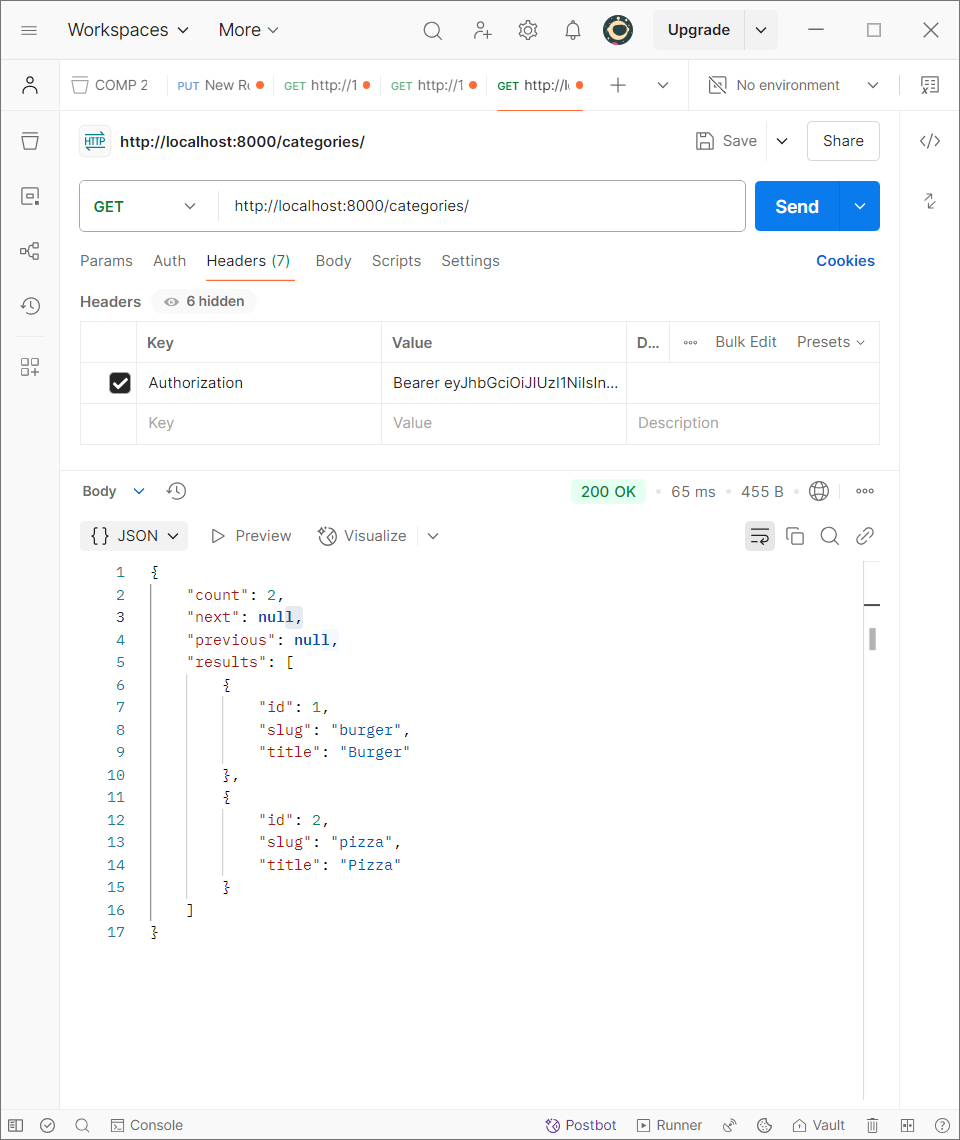 Workspaces More Upgrade
COMP 2 PUT New Re GET http://1 GET http://1 GET http://l No environment
HTTP http://localhost:8000/categories/ Save Share
GET http://localhost:8000/categories/ Send
Params Auth Headers (7) Body Scripts Settings Cookies
Headers 6 hidden
Key Value D... Bulk Edit Presets
Authorization Bearer eyJhbGciOiJIUzI1NiIsIn...
Key Value Description
Body 200 OK 65 ms 455 B
{} JSON Preview Visualize
1 {
2 "count": 2,
3 "next": null,
4 "previous": null,
5 "results": [
6 {
7 "id": 1,
8 "slug": "burger",
9 "title": "Burger"
10 },
11 {
12 "id": 2,
13 "slug": "pizza",
14 "title": "Pizza"
15 }
16 ]
17 }
Console Postbot Runner Vault